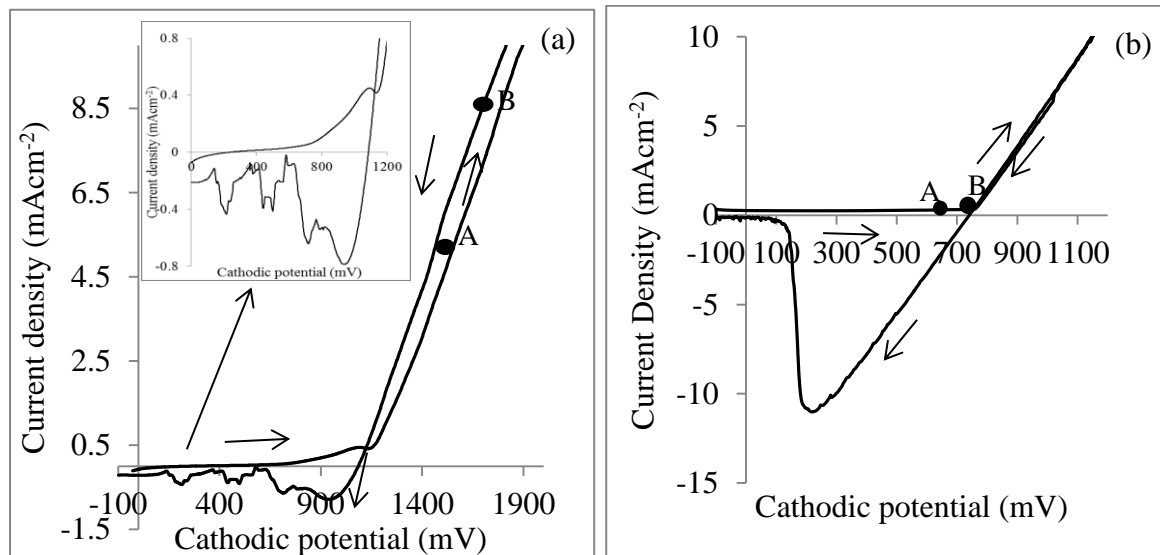 (a)
Current density (mAcm-2)
8.5
6.5
4.5
2.5
0.5
-1.5
-100 400 900 1400 1900
Cathodic potential (mV)
B
A
Current density (mAcm-2)
0.8
0.4
0
-0.4
-0.8
0 400 800 1200
Cathodic potential (mV)
(b)
Current Density (mAcm-2)
10
5
0
-5
-10
-15
A B
-100 100 300 500 700 900 1100
Cathodic potential (mV)